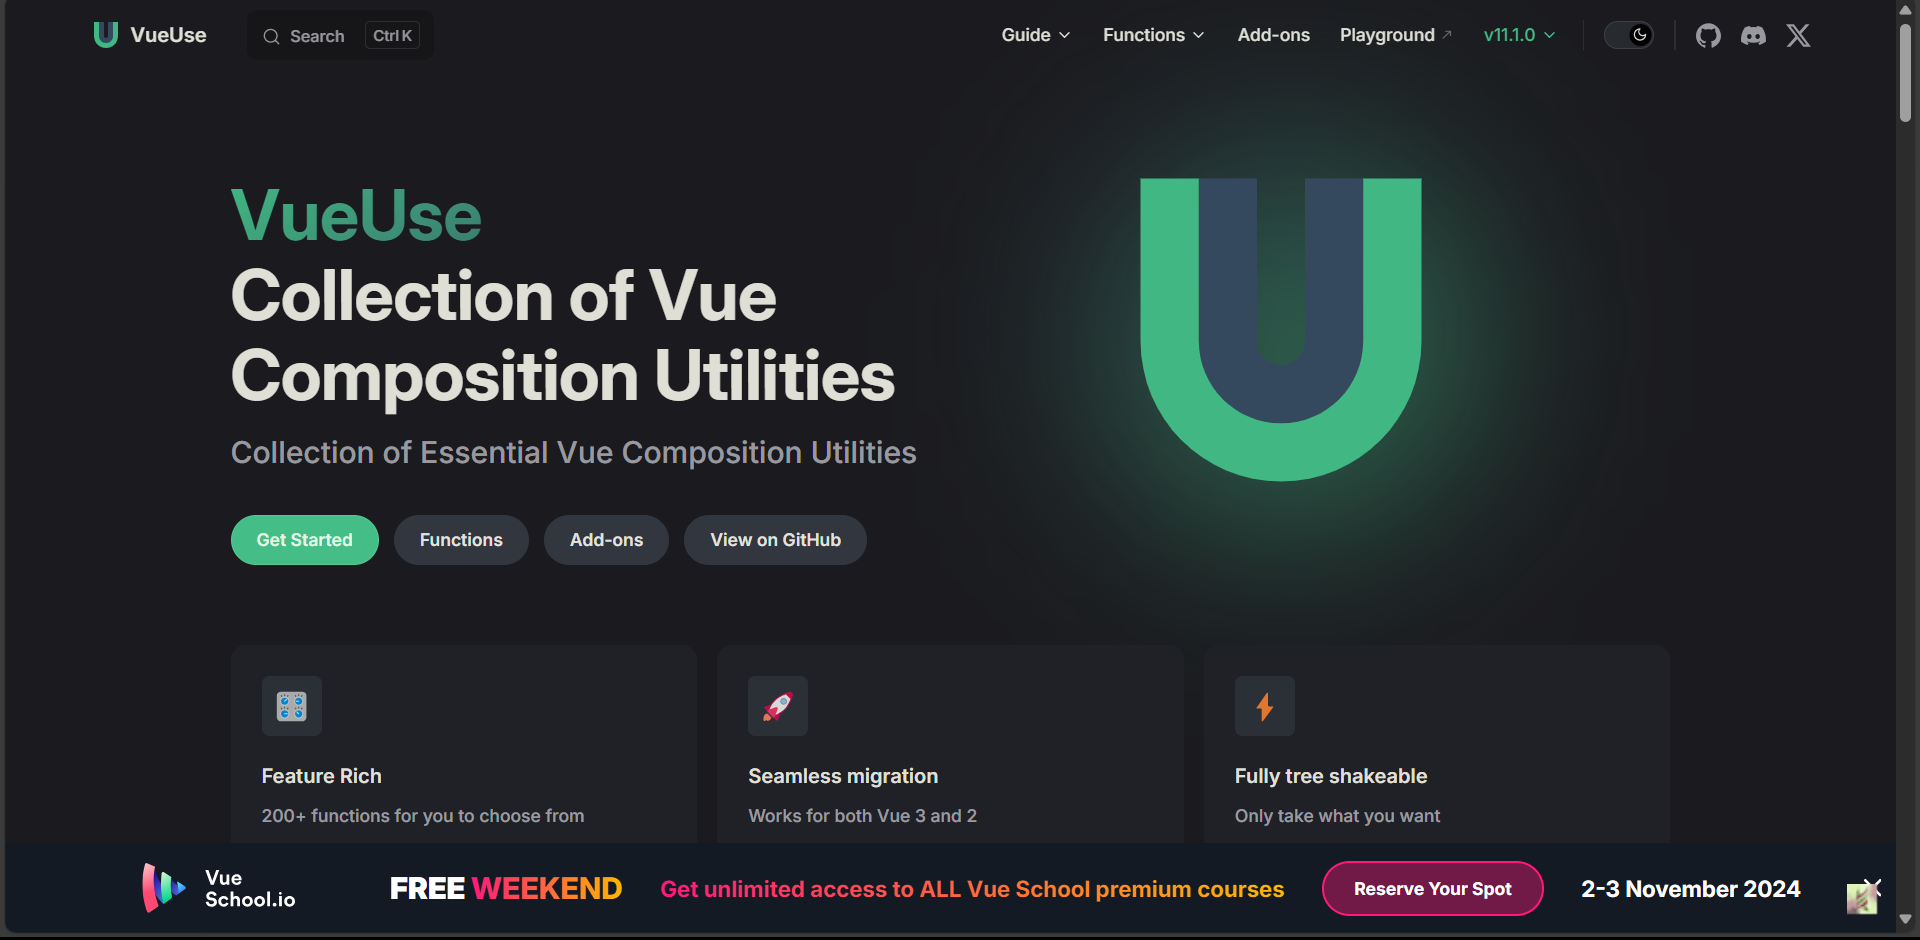 VueUse
Search
Ctrl K
Guide
Functions
Add-ons
Playground
v11.1.0
VueUse
Collection of Vue
Composition Utilities
Collection of Essential Vue Composition Utilities
Get Started
Functions
Add-ons
View on GitHub
Feature Rich
200+ functions for you to choose from
Seamless migration
Works for both Vue 3 and 2
Fully tree shakeable
Only take what you want
Vue
School.io
FREE WEEKEND
Get unlimited access to ALL Vue School premium courses
Reserve Your Spot
2-3 November 2024